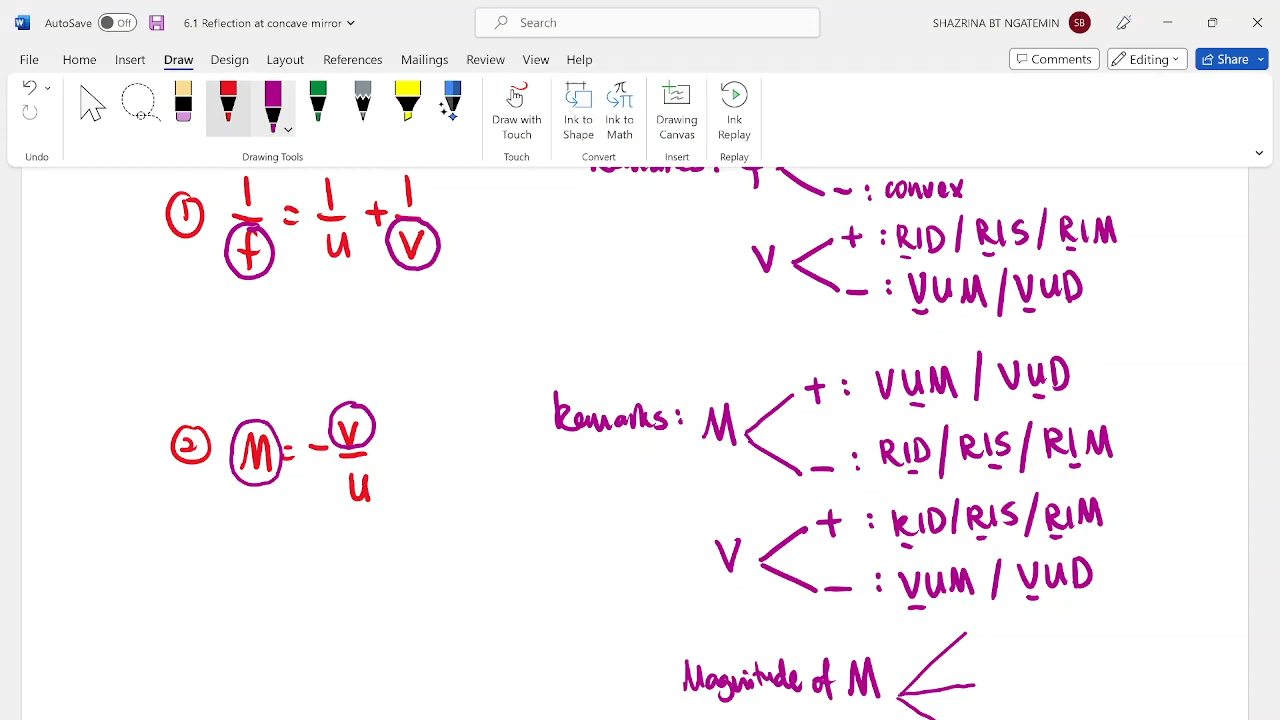 AutoSave Off 6.1 Reflection at concave mirror Search SHAZRINA BT NGATEMIN SB
File Home Insert Draw Design Layout References Mailings Review View Help Comments Editing Share
Draw with Touch Ink to Shape Ink to Math Drawing Canvas Ink Replay
Undo Drawing Tools Touch Convert Insert Replay
- : convex
① 1/f = 1/u + 1/v
V + : RID / RIS / RIM
- : VUM / VUD
② M = - v/u
Remarks : M + : VUM / VUD
- : RID / RIS / RIM
V + : RID / RIS / RIM
- : VUM / VUD
Magnitude of M